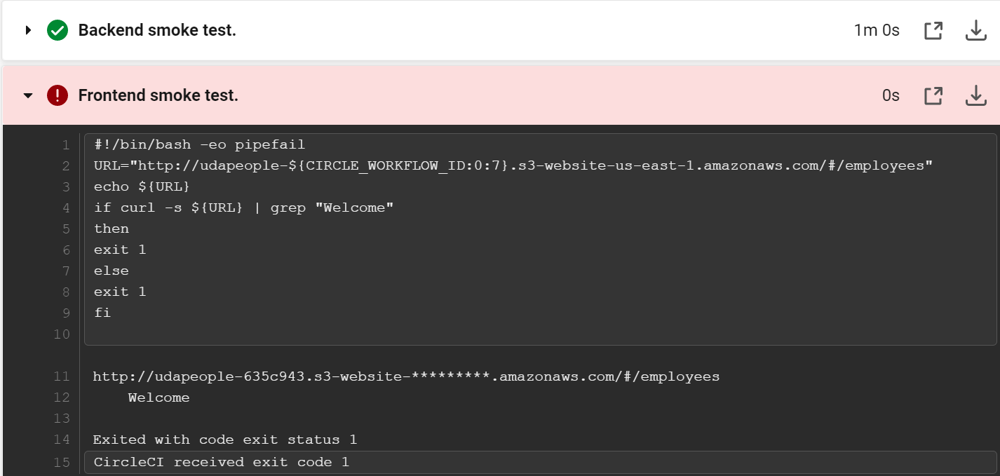 Backend smoke test.
1m 0s
Frontend smoke test.
0s
1 #!/bin/bash -eo pipefail
2 URL="http://udapeople-${CIRCLE_WORKFLOW_ID:0:7}.s3-website-us-east-1.amazonaws.com/#/employees"
3 echo ${URL}
4 if curl -s ${URL} | grep "Welcome"
5 then
6 exit 1
7 else
8 exit 1
9 fi
10
11 http://udapeople-635c943.s3-website-*********.amazonaws.com/#/employees
12     Welcome
13
14 Exited with code exit status 1
15 CircleCI received exit code 1